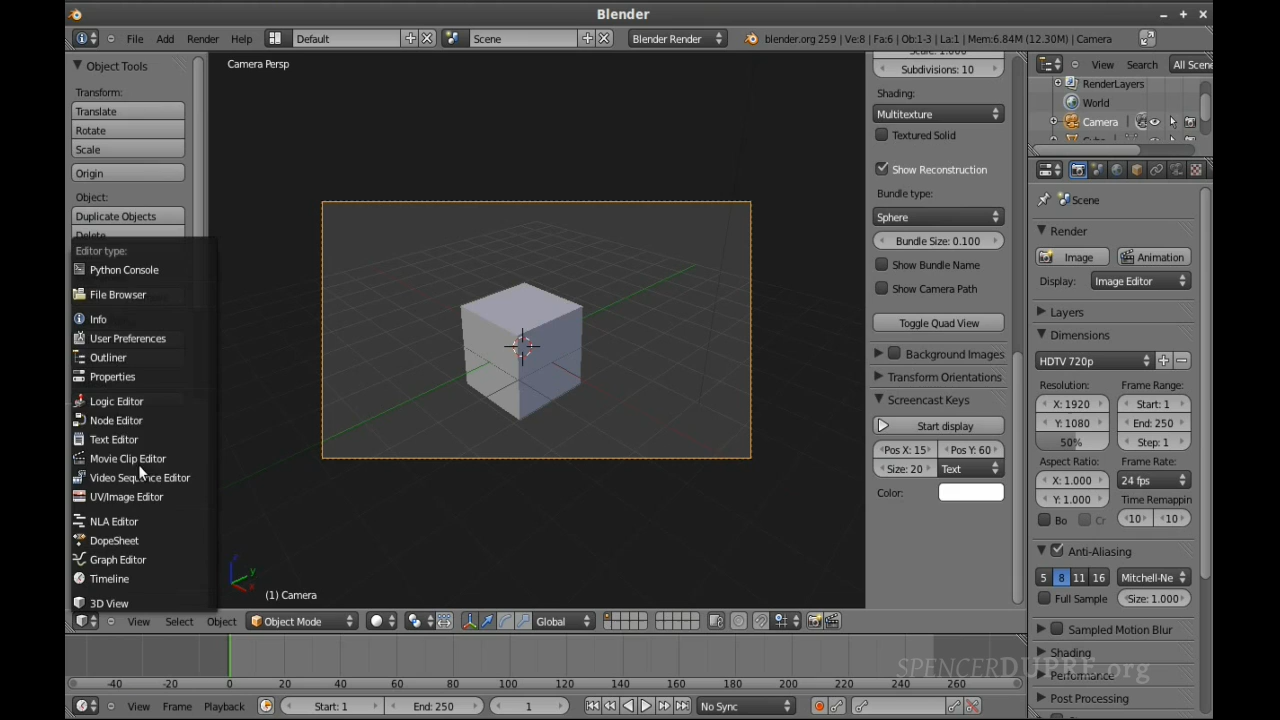 Blender
File Add Render Help Default Scene Blender Render blender.org 259 | Ve:8 | Fa:6 | Ob:1-3 | La:1 | Mem:6.84M (12.30M) | Camera
Object Tools
Transform:
Translate
Rotate
Scale
Origin
Object:
Duplicate Objects
Delete
Editor type:
Python Console
File Browser
Info
User Preferences
Outliner
Properties
Logic Editor
Node Editor
Text Editor
Movie Clip Editor
Video Sequence Editor
UV/Image Editor
NLA Editor
DopeSheet
Graph Editor
Timeline
3D View
Camera Persp
(1) Camera
View Select Object Object Mode Global
Subdivisions: 10
Shading:
Multitexture
Textured Solid
Show Reconstruction
Bundle type:
Sphere
Bundle Size: 0.100
Show Bundle Name
Show Camera Path
Toggle Quad View
Background Images
Transform Orientations
Screencast Keys
Start display
Pos X: 15 Pos Y: 60
Size: 20 Text
Color:
View Search All Scene
RenderLayers
World
Camera
Scene
Render
Image Animation
Display: Image Editor
Layers
Dimensions
HDTV 720p
Resolution: Frame Range:
X: 1920 Start: 1
Y: 1080 End: 250
50% Step: 1
Aspect Ratio: Frame Rate:
X: 1.000 24 fps
Y: 1.000 Time Remappin
Bo Cr 10 10
Anti-Aliasing
5 8 11 16 Mitchell-Ne
Full Sample Size: 1.000
Sampled Motion Blur
Shading
Performance
Post Processing
SPENCERDUPRE.org
-40 -20 0 20 40 60 80 100 120 140 160 180 200 220 240 260
View Frame Playback Start: 1 End: 250 1 No Sync